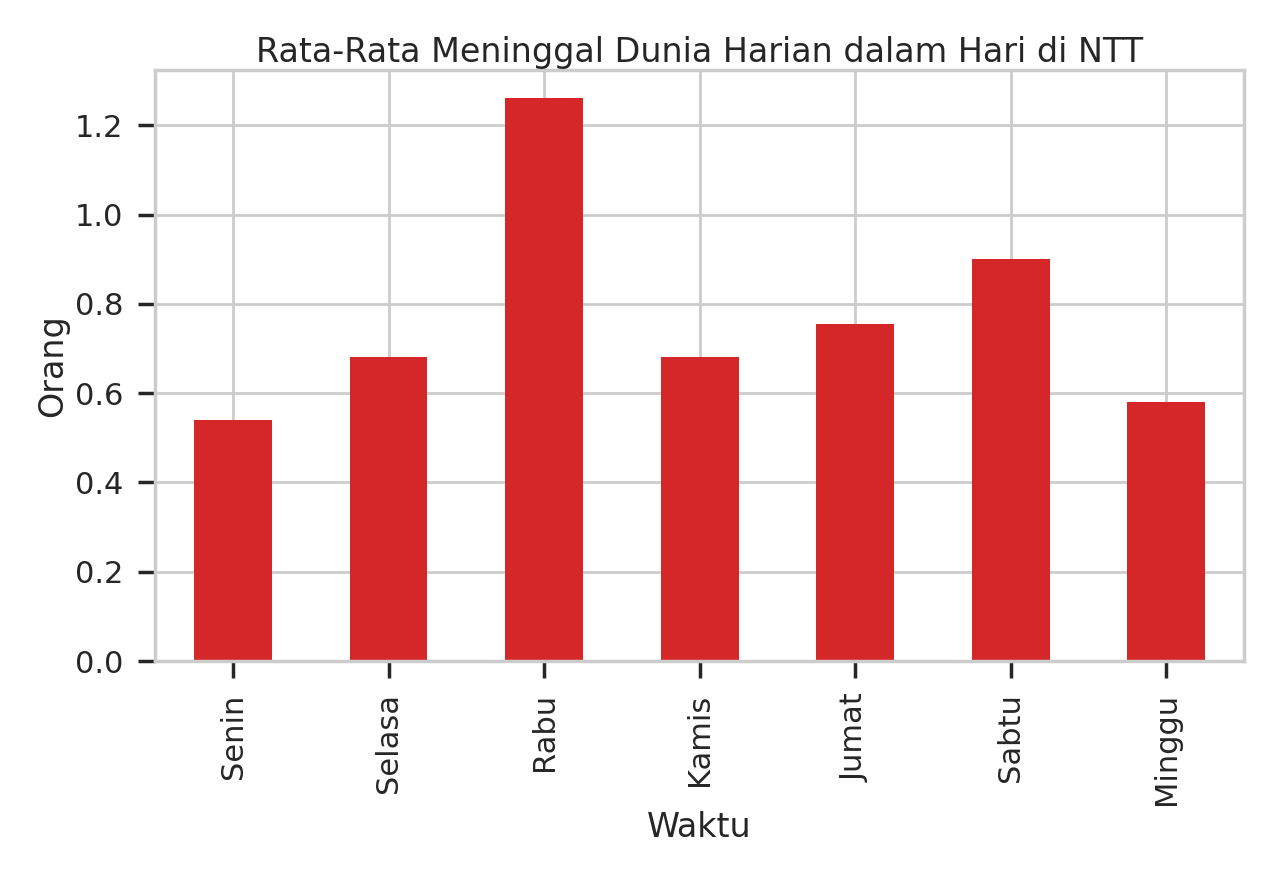 Rata-Rata Meninggal Dunia Harian dalam Hari di NTT
Orang
1.2
1.0
0.8
0.6
0.4
0.2
0.0
Senin
Selasa
Rabu
Kamis
Jumat
Sabtu
Minggu
Waktu